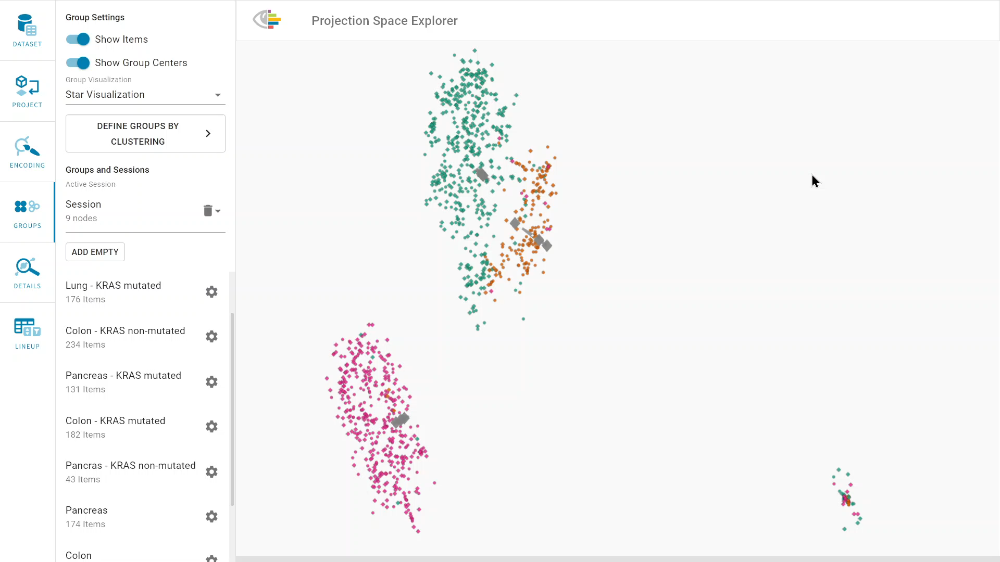 Group Settings
Show Items
Show Group Centers
Group Visualization
Star Visualization
DEFINE GROUPS BY
CLUSTERING
Groups and Sessions
Active Session
Session
9 nodes
ADD EMPTY
Lung - KRAS mutated
176 Items
Colon - KRAS non-mutated
234 Items
Pancreas - KRAS mutated
131 Items
Colon - KRAS mutated
182 Items
Pancras - KRAS non-mutated
43 Items
Pancreas
174 Items
Colon
DATASET
PROJECT
ENCODING
GROUPS
DETAILS
LINEUP
Projection Space Explorer